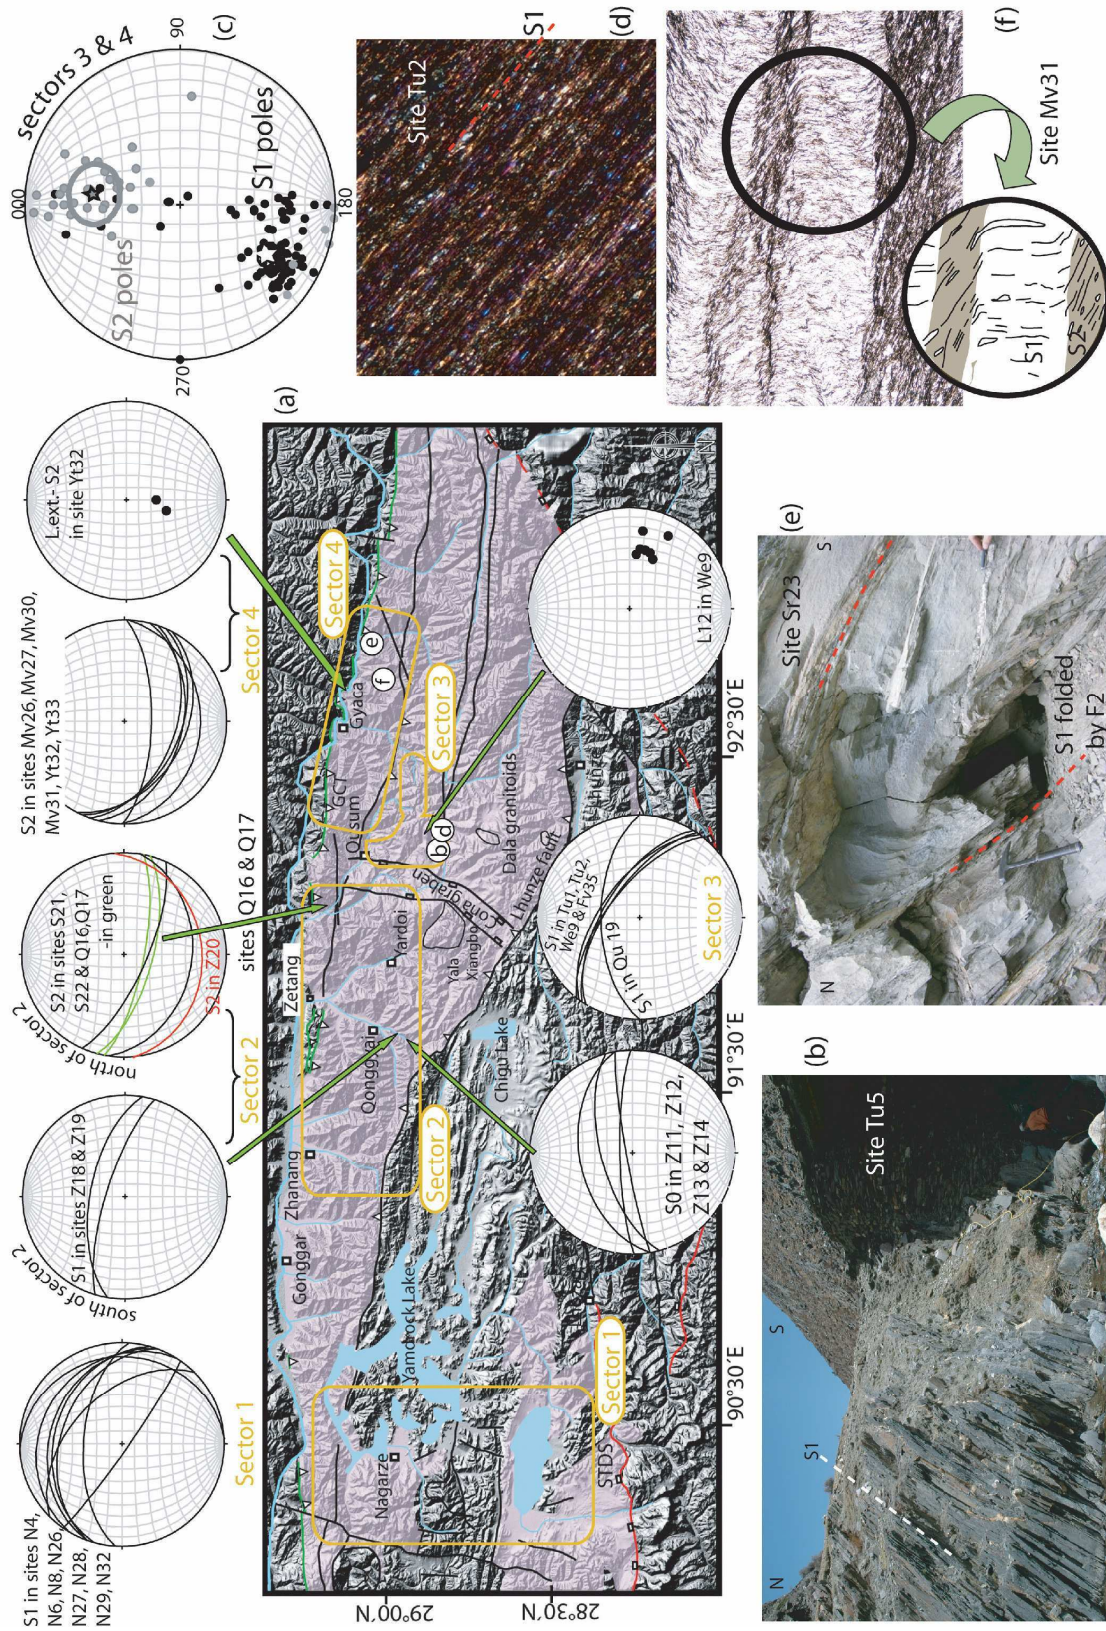 S1 in sites N4,
N6, N8, N26,
N27, N28,
N29, N32
Sector 1
south of sector 2
S1 in sites Z18 & Z19
Sector 2
north of sector 2
S2 in sites S21,
S22 & Q16,Q17
-in green
S2 in Z20
sites Q16 & Q17
S2 in sites Mv26, Mv27, Mv30,
Mv31, Yt32, Yt33
Sector 4
L.ext.- S2
in site Yt32
sectors 3 & 4
000
90
180
270
S2 poles
S1 poles
(c)
(a)
29°00'N
28°30'N
90°30'E
91°30'E
92°30'E
Nagarze
Yamdrock Lake
Gonggar
Zhanang
Zetang
Qonggyai
Yardoi
Yala
Xiangbo
Cona graben
Lhunze fault
Chigu Lake
Qusum
GCT
Gyaca
Dala granitoids
Lhunze
STDS
Sector 1
Sector 2
Sector 3
Sector 4
b
d
e
f
N
S0 in Z11, Z12,
Z13 & Z14
S1 in Tu1, Tu2,
We9 & Fv35
S1 in Qu 19
Sector 3
L12 in We9
Site Tu2
S1
(d)
N
S1
S
Site Tu5
(b)
N
Site Sr23
S
S1 folded
by F2
(e)
S1
S2
Site Mv31
(f)